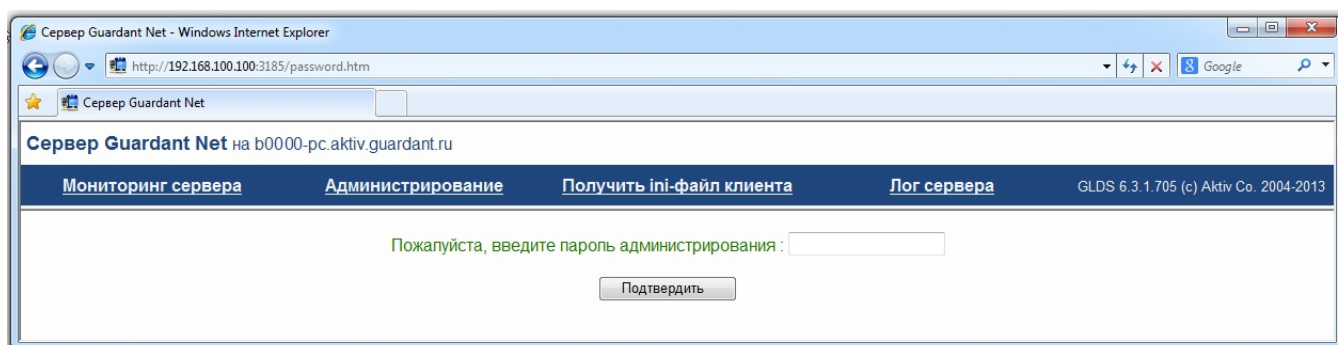 Сервер Guardant Net - Windows Internet Explorer
http://192.168.100.100:3185/password.htm
Google
Сервер Guardant Net
Сервер Guardant Net на b0000-pc.aktiv.guardant.ru
Мониторинг сервера Администрирование Получить ini-файл клиента Лог сервера GLDS 6.3.1.705 (c) Aktiv Co. 2004-2013
Пожалуйста, введите пароль администрирования :
Подтвердить